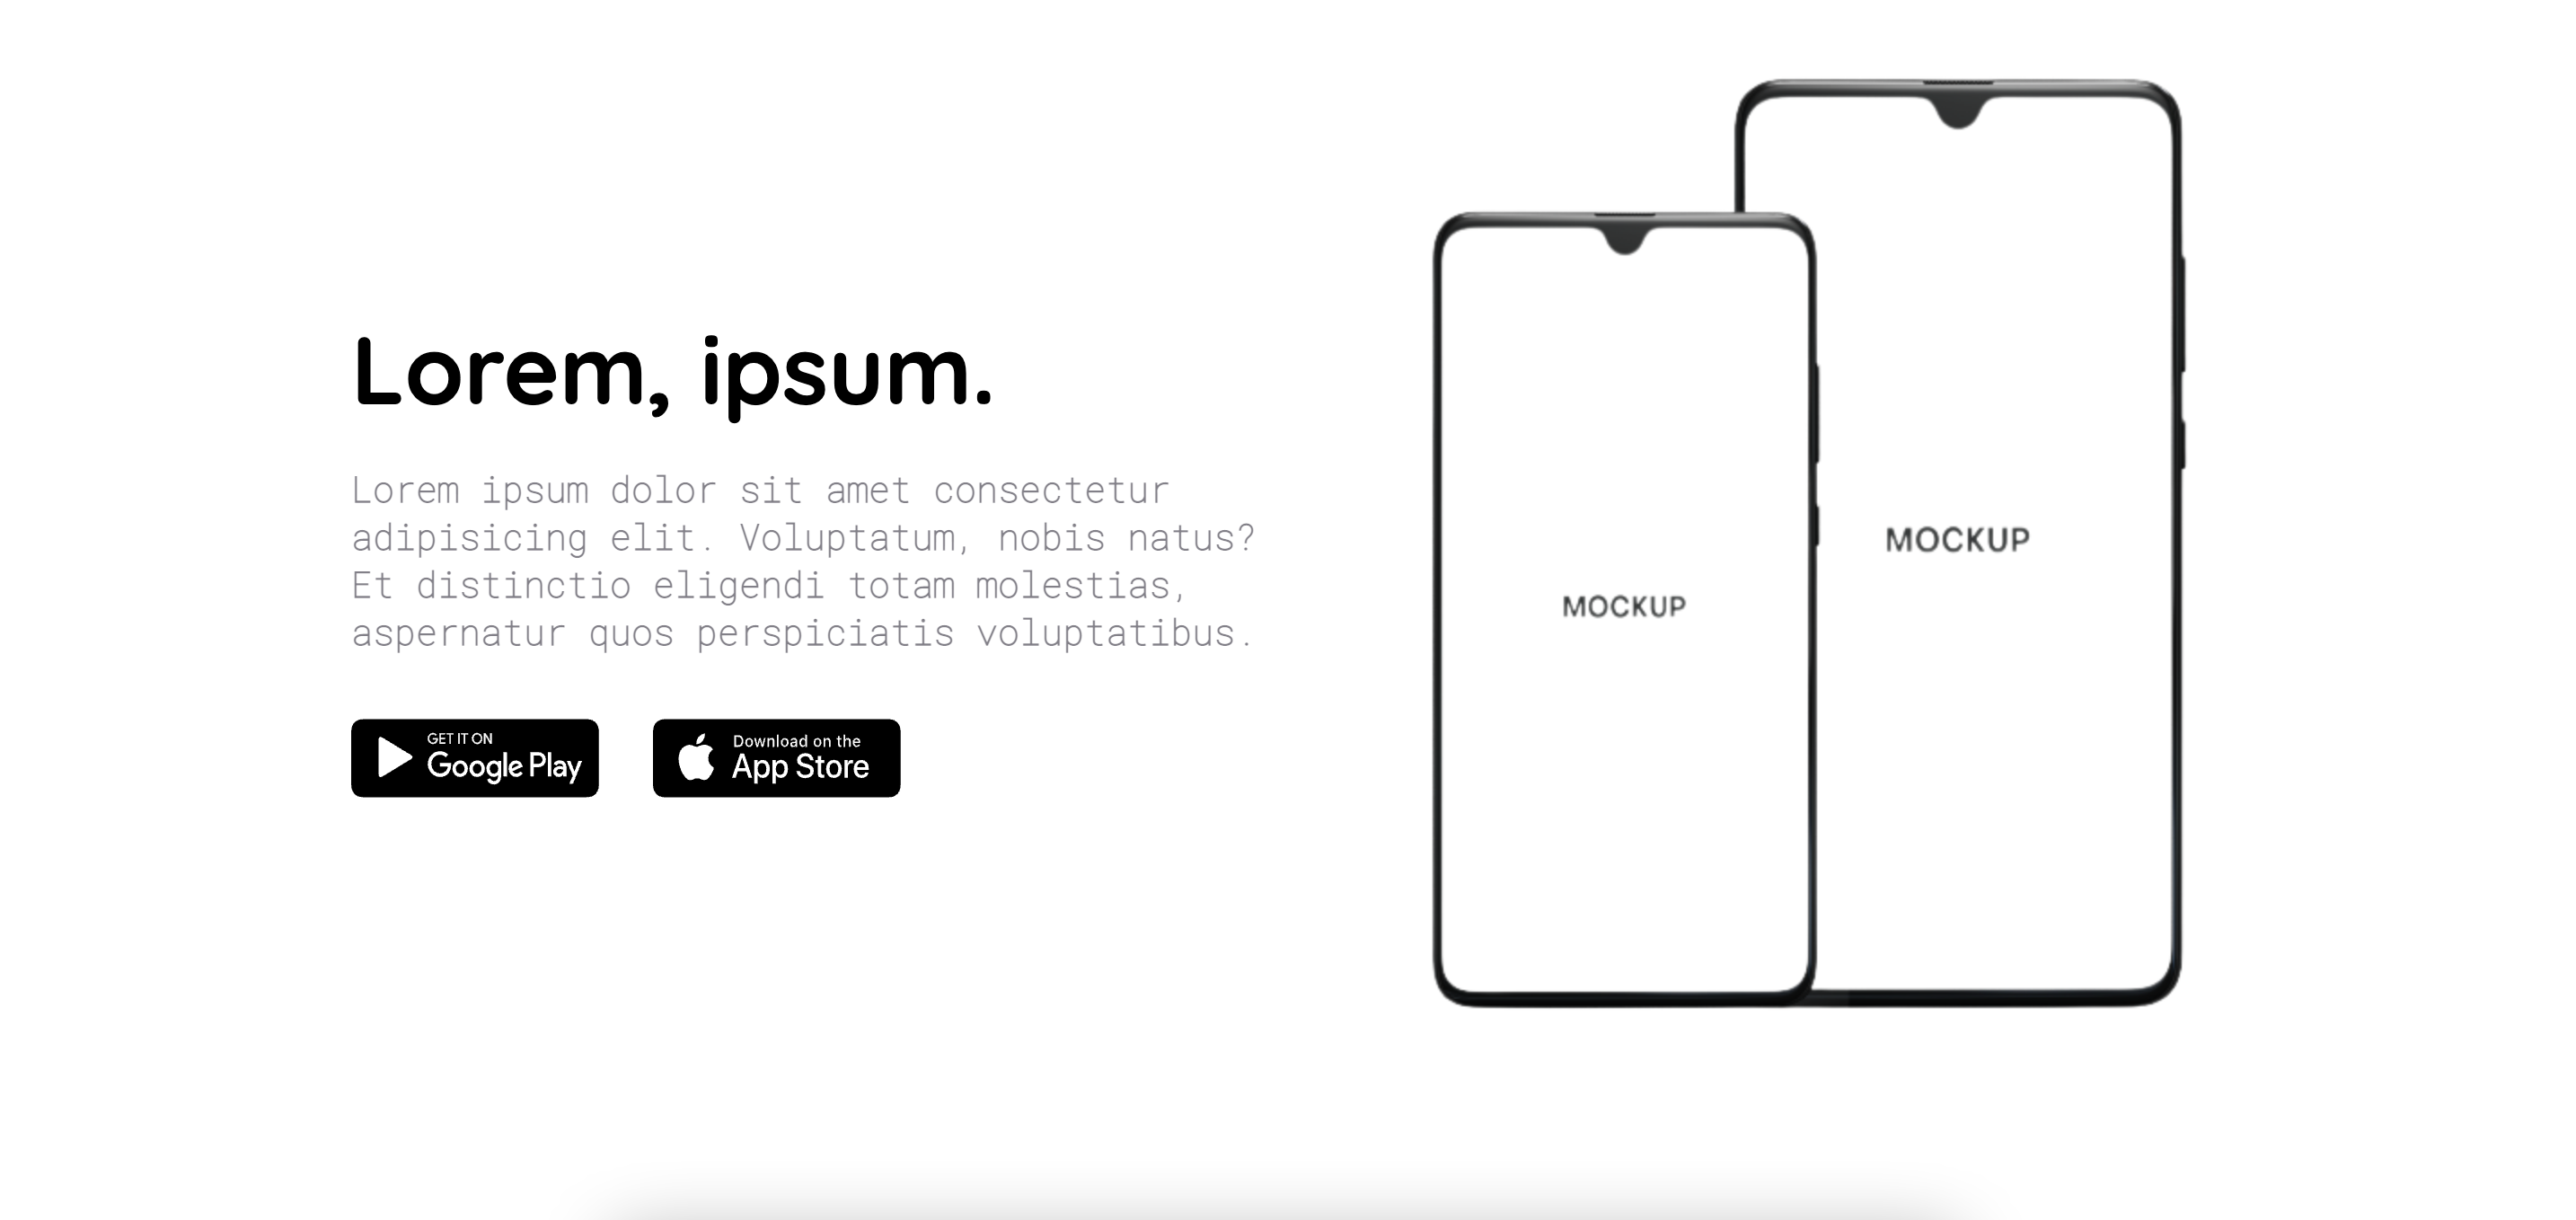 Lorem, ipsum.
Lorem ipsum dolor sit amet consectetur
adipisicing elit. Voluptatum, nobis natus?
Et distinctio eligendi totam molestias,
aspernatur quos perspiciatis voluptatibus.
GET IT ON
Google Play
Download on the
App Store
MOCKUP
MOCKUP